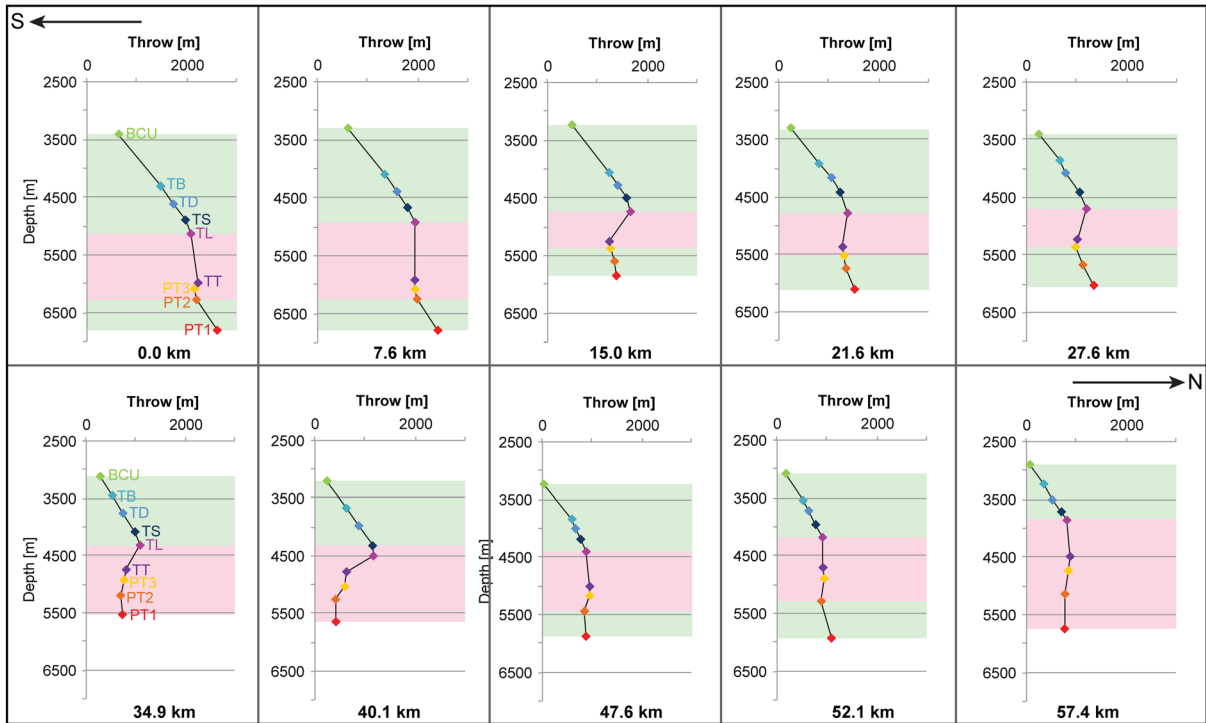 S
Throw [m]
0 2000
2500
3500
4500
5500
6500
Depth [m]
BCU
TB
TD
TS
TL
TT
PT3
PT2
PT1
0.0 km
Throw [m]
0 2000
2500
3500
4500
5500
6500
7.6 km
Throw [m]
0 2000
2500
3500
4500
5500
6500
15.0 km
Throw [m]
0 2000
2500
3500
4500
5500
6500
21.6 km
Throw [m]
0 2000
2500
3500
4500
5500
6500
27.6 km
Throw [m]
0 2000
2500
3500
4500
5500
6500
Depth [m]
BCU
TB
TD
TS
TL
TT
PT3
PT2
PT1
34.9 km
Throw [m]
0 2000
2500
3500
4500
5500
6500
40.1 km
Throw [m]
0 2000
2500
3500
4500
5500
6500
Depth [m]
47.6 km
Throw [m]
0 2000
2500
3500
4500
5500
6500
52.1 km
N
Throw [m]
0 2000
2500
3500
4500
5500
6500
57.4 km